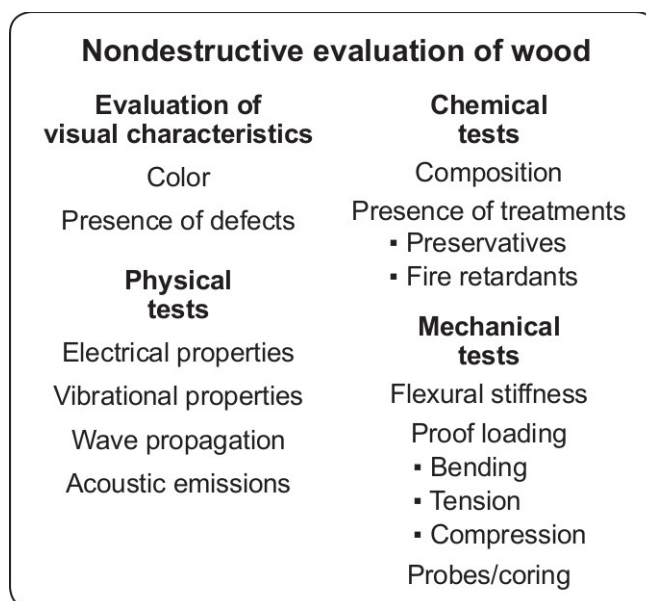 Nondestructive evaluation of wood
Evaluation of
visual characteristics
Color
Presence of defects
Physical
tests
Electrical properties
Vibrational properties
Wave propagation
Acoustic emissions
Chemical
tests
Composition
Presence of treatments
▪ Preservatives
▪ Fire retardants
Mechanical
tests
Flexural stiffness
Proof loading
▪ Bending
▪ Tension
▪ Compression
Probes/coring